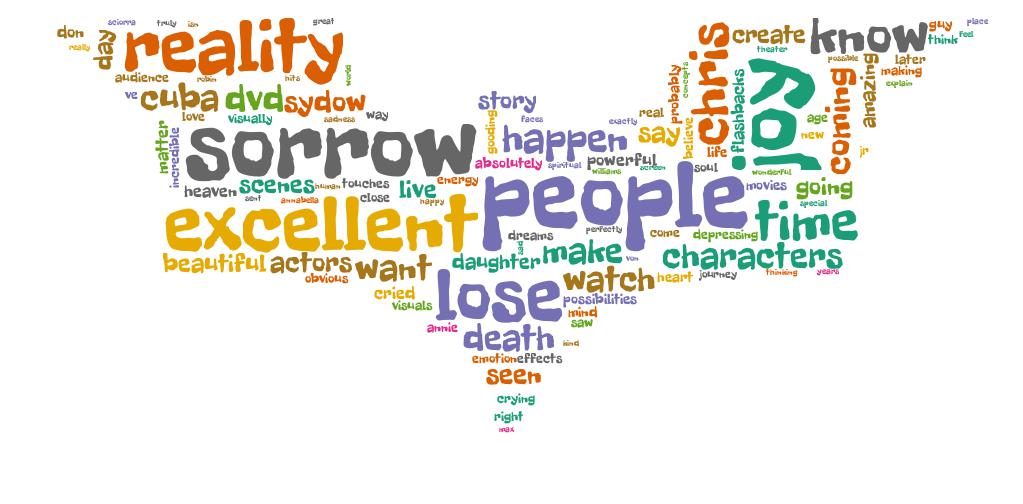 don
really
day
sciorra
truly
isn
great
reality
audience
robin
hits
world
ve
cuba
dvd
sydow
love
visually
sadness
way
matter
incredible
sorrow
story
faces
gooding
happen
exactly
real
say
probably
concepts
believe
chris
create
theater
know
guy
place
think
feel
possible
later
making
explain
amazing
coming
joy
flashbacks
age
new
life
jr
absolutely
spiritual
powerful
williams
screen
soul
wonderful
heaven
scenes
human
touches
live
energy
sent
annabella
close
happy
people
movies
going
special
excellent
time
dreams
perfectly
come
depressing
sad
beautiful
actors
want
daughter
make
von
characters
obvious
watch
heart
journey
thinking
years
cried
visuals
lose
possibilities
mind
saw
annie
death
kind
emotion
effects
seen
crying
right
max